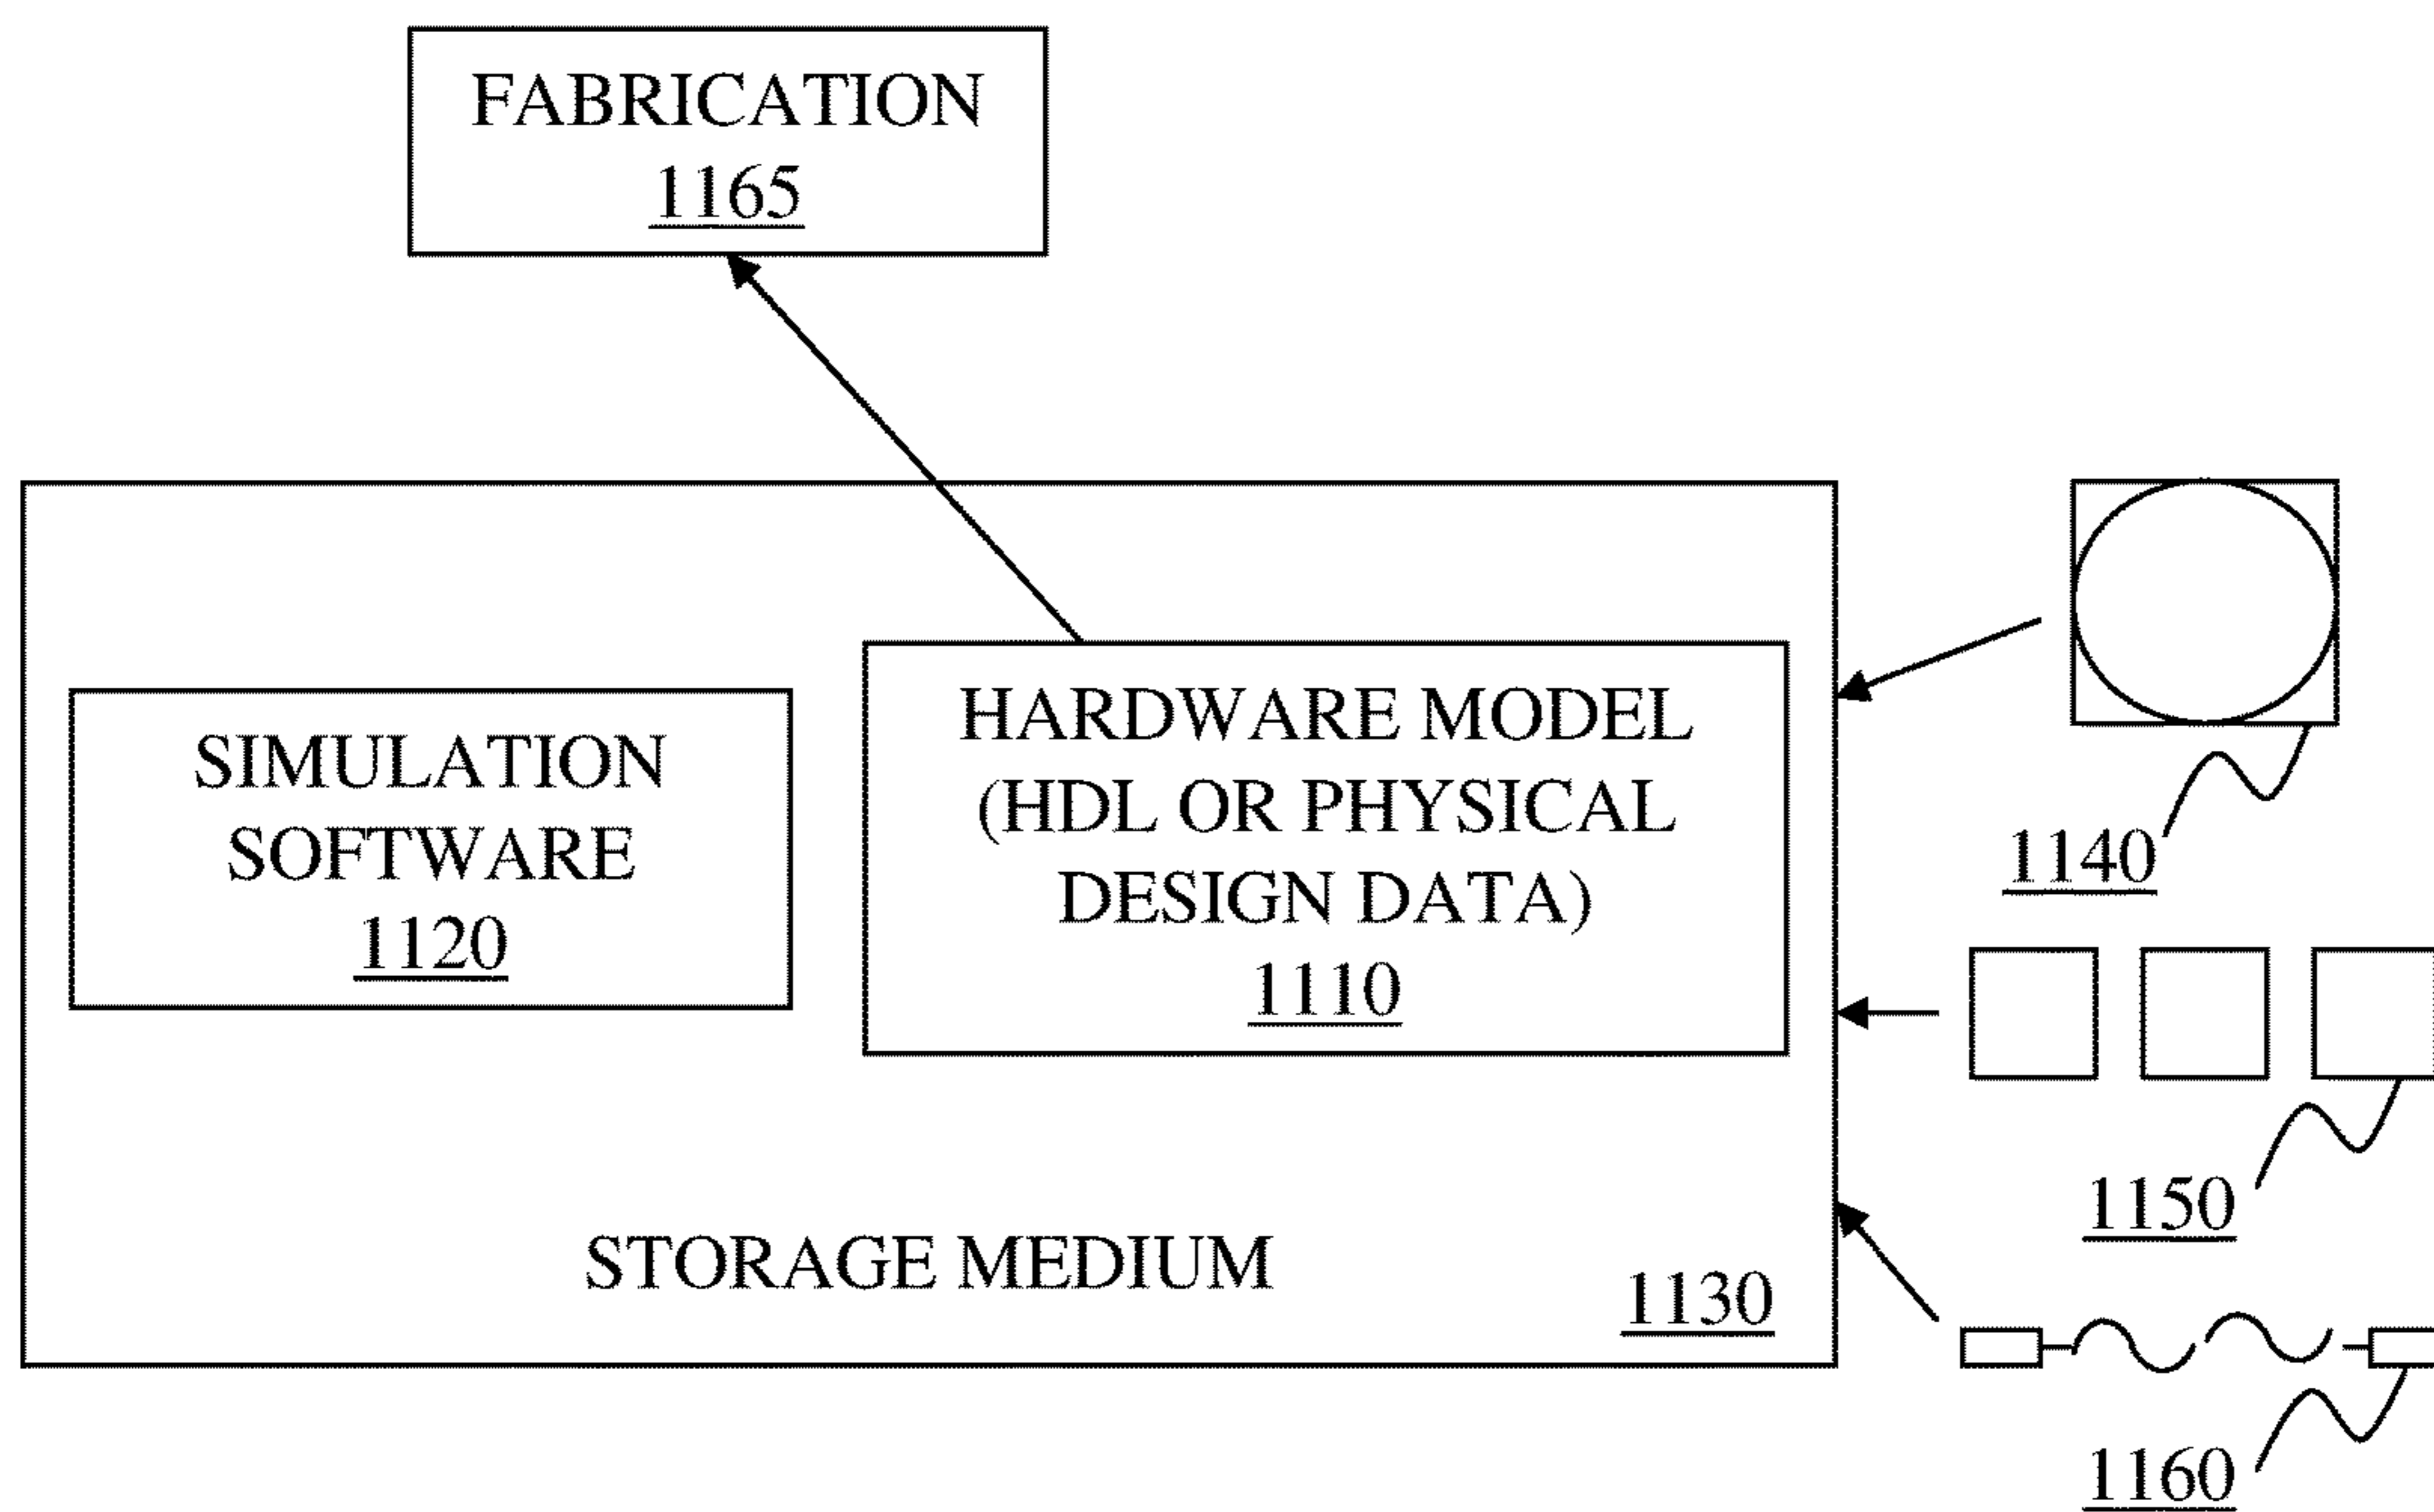 FABRICATION
1165
SIMULATION
SOFTWARE
1120
HARDWARE MODEL
(HDL OR PHYSICAL
DESIGN DATA)
1110
STORAGE MEDIUM
1130
1140
1150
1160